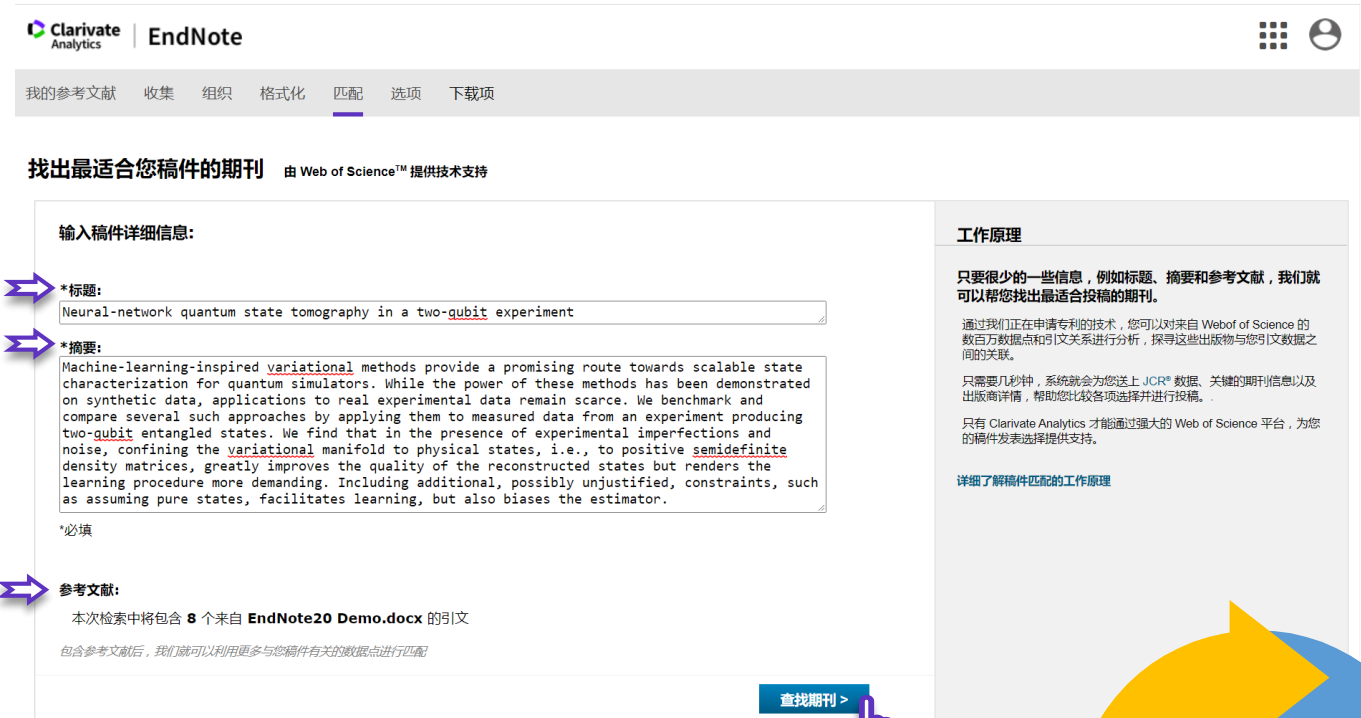 Clarivate
Analytics
EndNote
我的参考文献 收集 组织 格式化 匹配 选项 下载项
找出最适合您稿件的期刊 由 Web of Science™ 提供技术支持
输入稿件详细信息:
*标题:
Neural-network quantum state tomography in a two-qubit experiment
*摘要:
Machine-learning-inspired variational methods provide a promising route towards scalable state
characterization for quantum simulators. While the power of these methods has been demonstrated
on synthetic data, applications to real experimental data remain scarce. We benchmark and
compare several such approaches by applying them to measured data from an experiment producing
two-qubit entangled states. We find that in the presence of experimental imperfections and
noise, confining the variational manifold to physical states, i.e., to positive semidefinite
density matrices, greatly improves the quality of the reconstructed states but renders the
learning procedure more demanding. Including additional, possibly unjustified, constraints, such
as assuming pure states, facilitates learning, but also biases the estimator.
*必填
参考文献:
本次检索中将包含 8 个来自 EndNote20 Demo.docx 的引文
包含参考文献后，我们就可以利用更多与您稿件有关的数据点进行匹配
查找期刊 >
工作原理
只要很少的一些信息，例如标题、摘要和参考文献，我们就
可以帮您找出最适合投稿的期刊。
通过我们正在申请专利的技术，您可以对来自 Webof of Science 的
数百万数据点和引文关系进行分析，探寻这些出版物与您引文数据之
间的关联。
只需要几秒钟，系统就会为您送上 JCR® 数据、关键的期刊信息以及
出版商详情，帮助您比较各项选择并进行投稿。.
只有 Clarivate Analytics 才能通过强大的 Web of Science 平台，为您
的稿件发表选择提供支持。
详细了解稿件匹配的工作原理